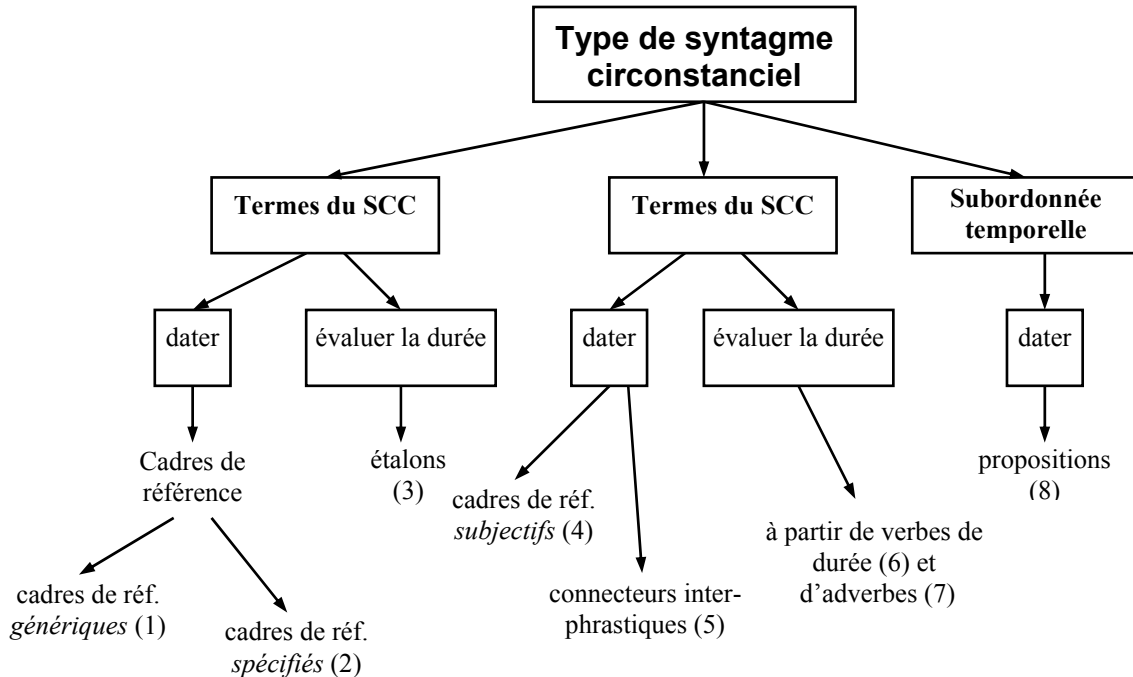 Type de syntagme
circonstanciel
Termes du SCC
Termes du SCC
Subordonnée
temporelle
dater
évaluer la durée
dater
évaluer la durée
dater
Cadres de
référence
étalons
(3)
cadres de réf.
subjectifs (4)
propositions
(8)
à partir de verbes de
durée (6) et
d'adverbes (7)
cadres de réf.
génériques (1)
cadres de réf.
spécifiés (2)
connecteurs inter-
phrastiques (5)